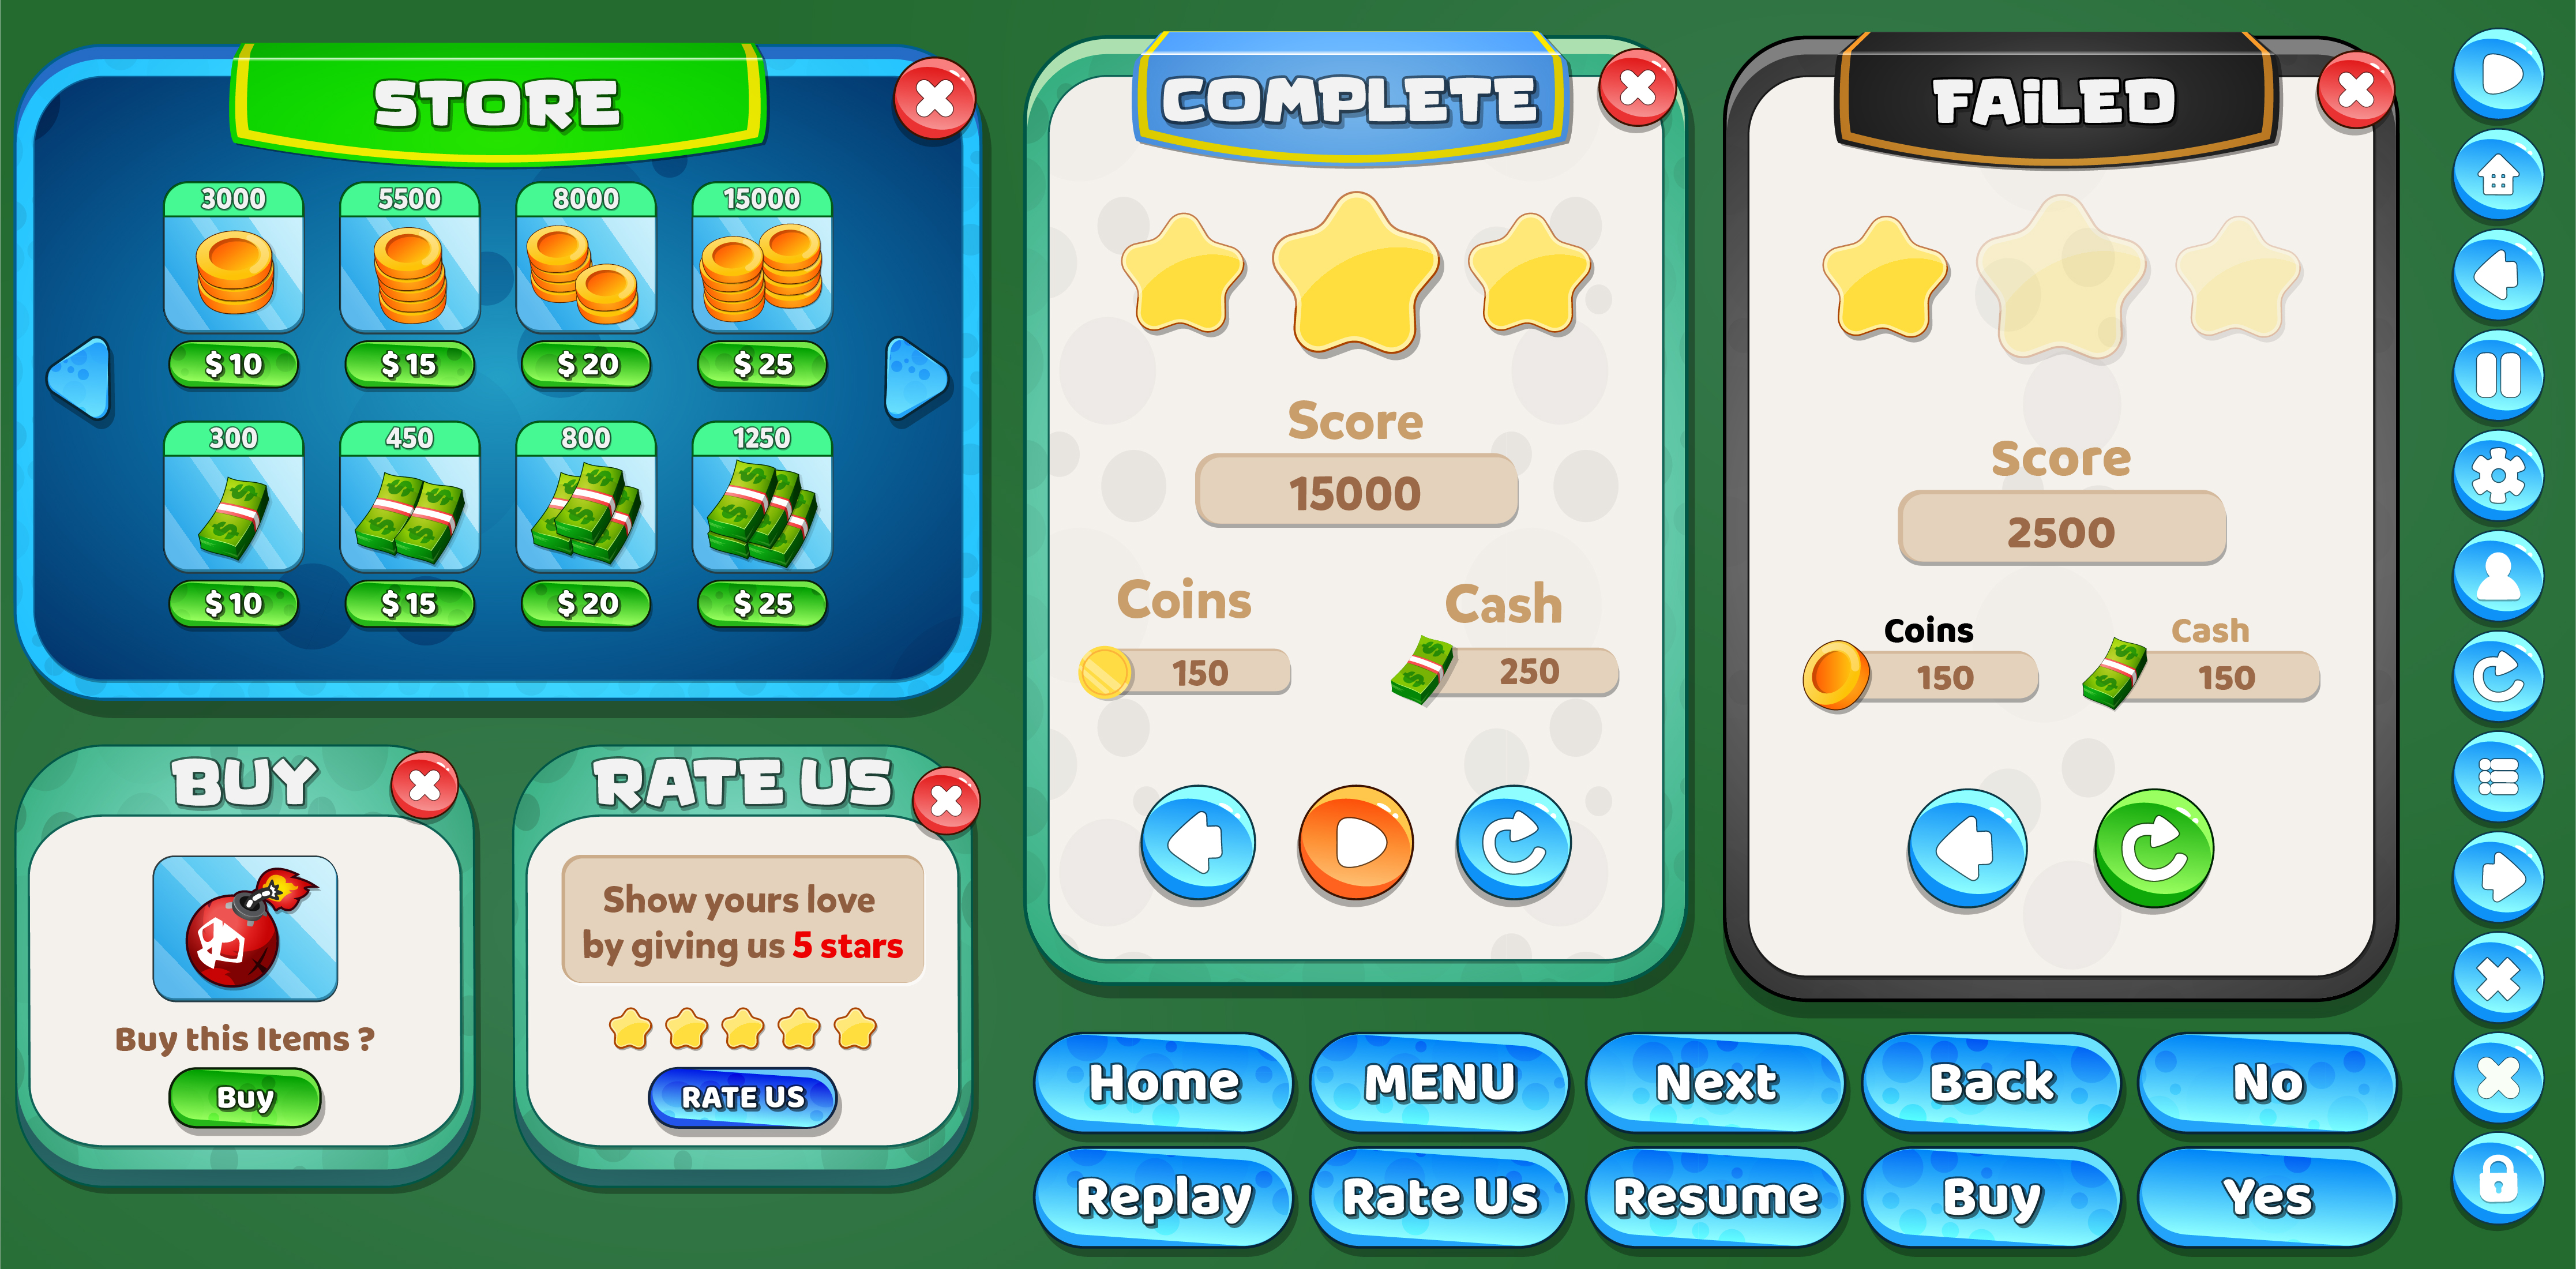 STORE
3000
5500
8000
15000
$ 10
$ 15
$ 20
$ 25
300
450
800
1250
$ 10
$ 15
$ 20
$ 25
BUY
Buy this Items ?
Buy
RATE US
Show yours love
by giving us 5 stars
RATE US
COMPLETE
Score
15000
Coins
Cash
150
250
FAiLED
Score
2500
Coins
Cash
150
150
Home
MENU
Next
Back
No
Replay
Rate Us
Resume
Buy
Yes